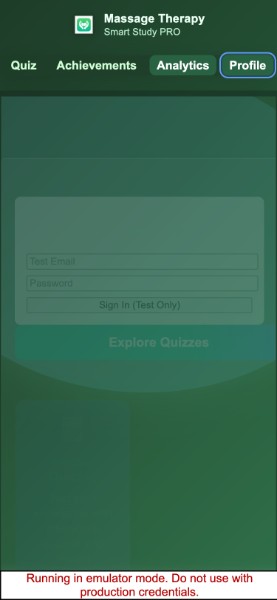 Massage Therapy
Smart Study PRO
Quiz Achievements Analytics Profile
Test Email
Password
Sign In (Test Only)
Explore Quizzes
Running in emulator mode. Do not use with
production credentials.